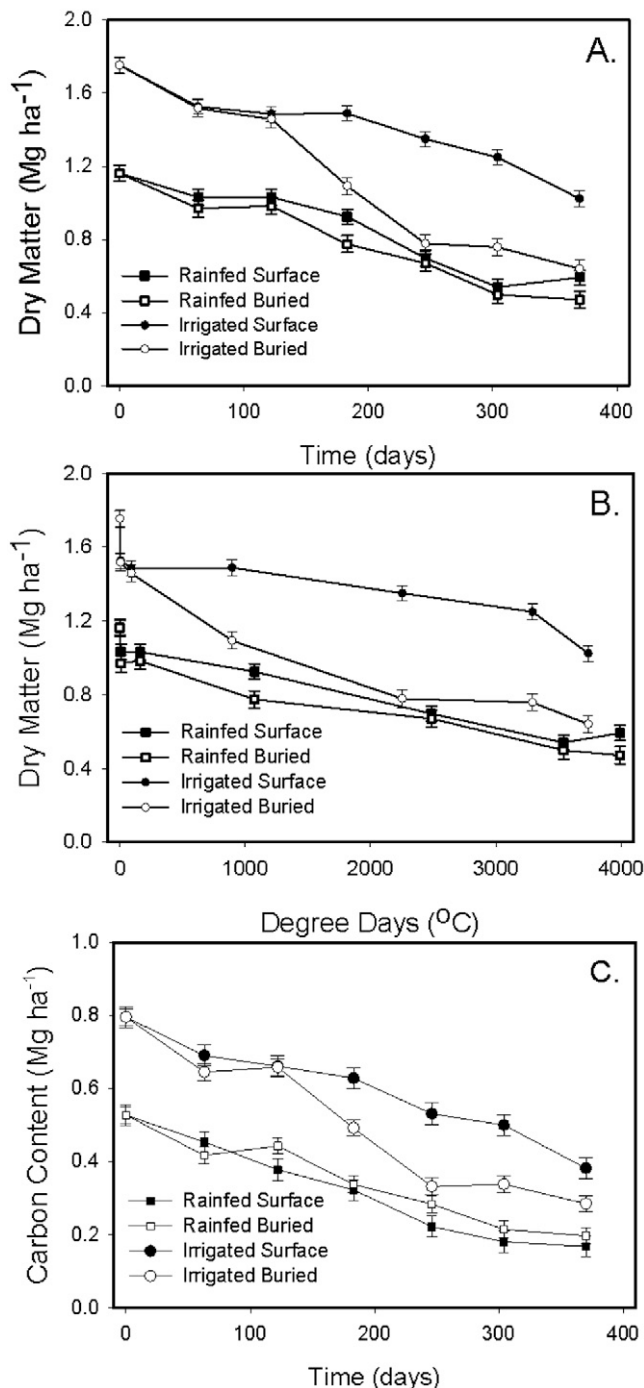 A.
Dry Matter (Mg ha⁻¹)
2.0
1.6
1.2
0.8
0.4
0.0
Rainfed Surface
Rainfed Buried
Irrigated Surface
Irrigated Buried
0 100 200 300 400
Time (days)
B.
Dry Matter (Mg ha⁻¹)
2.0
1.6
1.2
0.8
0.4
0.0
Rainfed Surface
Rainfed Buried
Irrigated Surface
Irrigated Buried
0 1000 2000 3000 4000
Degree Days (ºC)
C.
Carbon Content (Mg ha⁻¹)
1.0
0.8
0.6
0.4
0.2
0.0
Rainfed Surface
Rainfed Buried
Irrigated Surface
Irrigated Buried
0 100 200 300 400
Time (days)